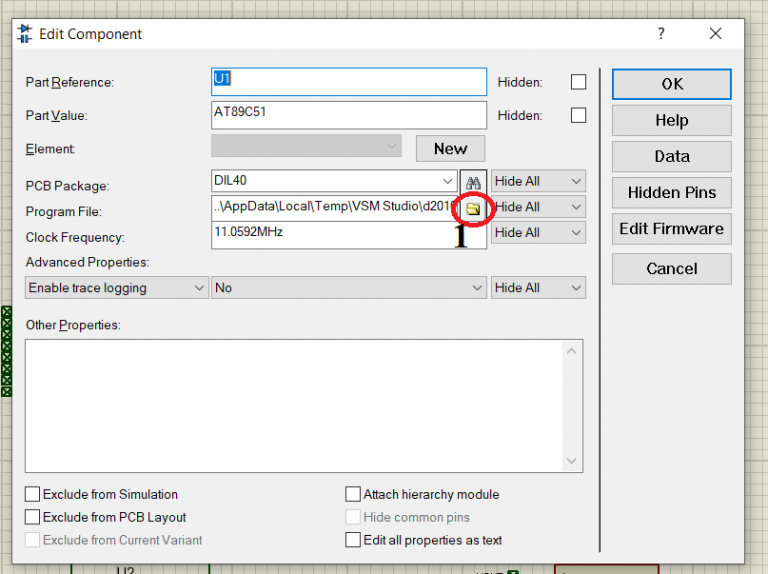 Edit Component ? ×
Part Reference: U1 Hidden: OK
Part Value: AT89C51 Hidden: Help
Element: New Data
PCB Package: DIL40 Hide All Hidden Pins
Program File: ..\AppData\Local\Temp\VSM Studio\d201 Hide All Edit Firmware
1
Clock Frequency: 11.0592MHz Hide All
Advanced Properties: Cancel
Enable trace logging No Hide All
Other Properties:
Exclude from Simulation Attach hierarchy module
Exclude from PCB Layout Hide common pins
Exclude from Current Variant Edit all properties as text
U2